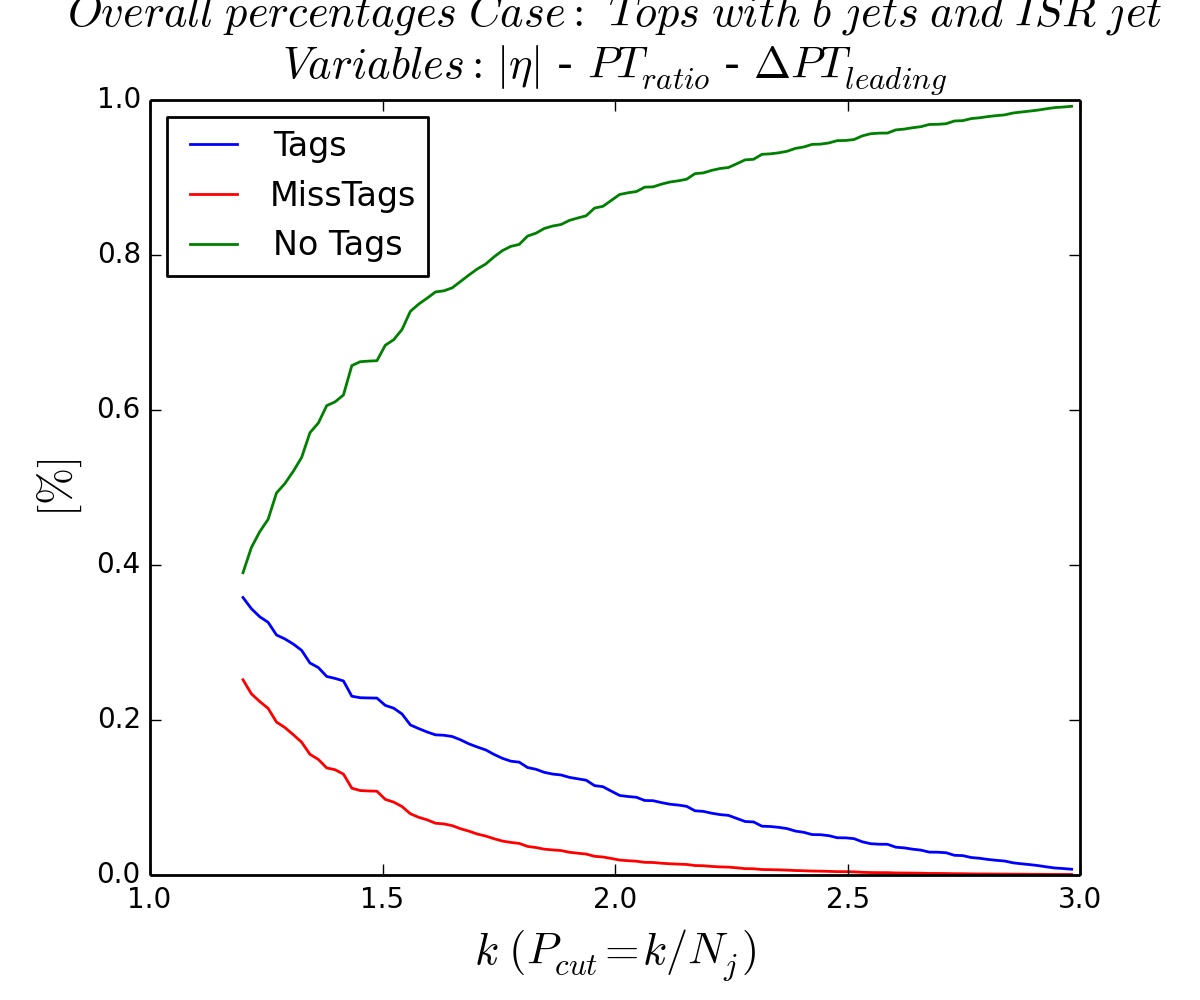 Overall percentages Case: Tops with b jets and ISR jet
Variables: |η| - PT_ratio - ΔPT_leading
1.0
Tags
MissTags
No Tags
0.8
0.6
[%]
0.4
0.2
0.0
1.0 1.5 2.0 2.5 3.0
k (P_cut = k/N_j)